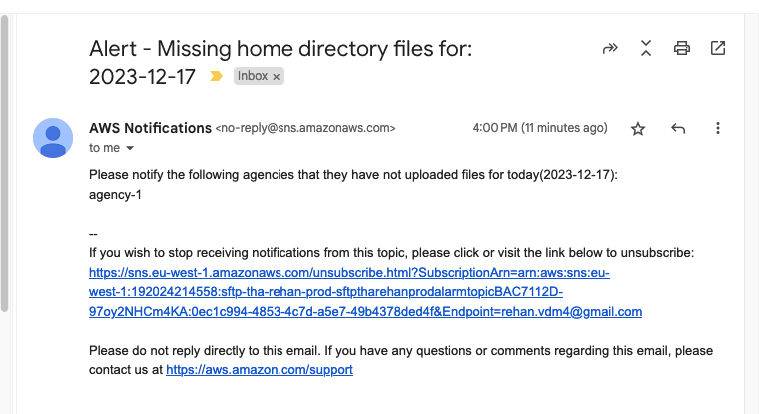 Alert - Missing home directory files for:
2023-12-17 Inbox ×
AWS Notifications <no-reply@sns.amazonaws.com> 4:00 PM (11 minutes ago)
to me
Please notify the following agencies that they have not uploaded files for today(2023-12-17):
agency-1
--
If you wish to stop receiving notifications from this topic, please click or visit the link below to unsubscribe:
https://sns.eu-west-1.amazonaws.com/unsubscribe.html?SubscriptionArn=arn:aws:sns:eu-
west-1:192024214558:sftp-tha-rehan-prod-sftptharehanprodalarmtopicBAC7112D-
97oy2NHCm4KA:0ec1c994-4853-4c7d-a5e7-49b4378ded4f&Endpoint=rehan.vdm4@gmail.com
Please do not reply directly to this email. If you have any questions or comments regarding this email, please
contact us at https://aws.amazon.com/support